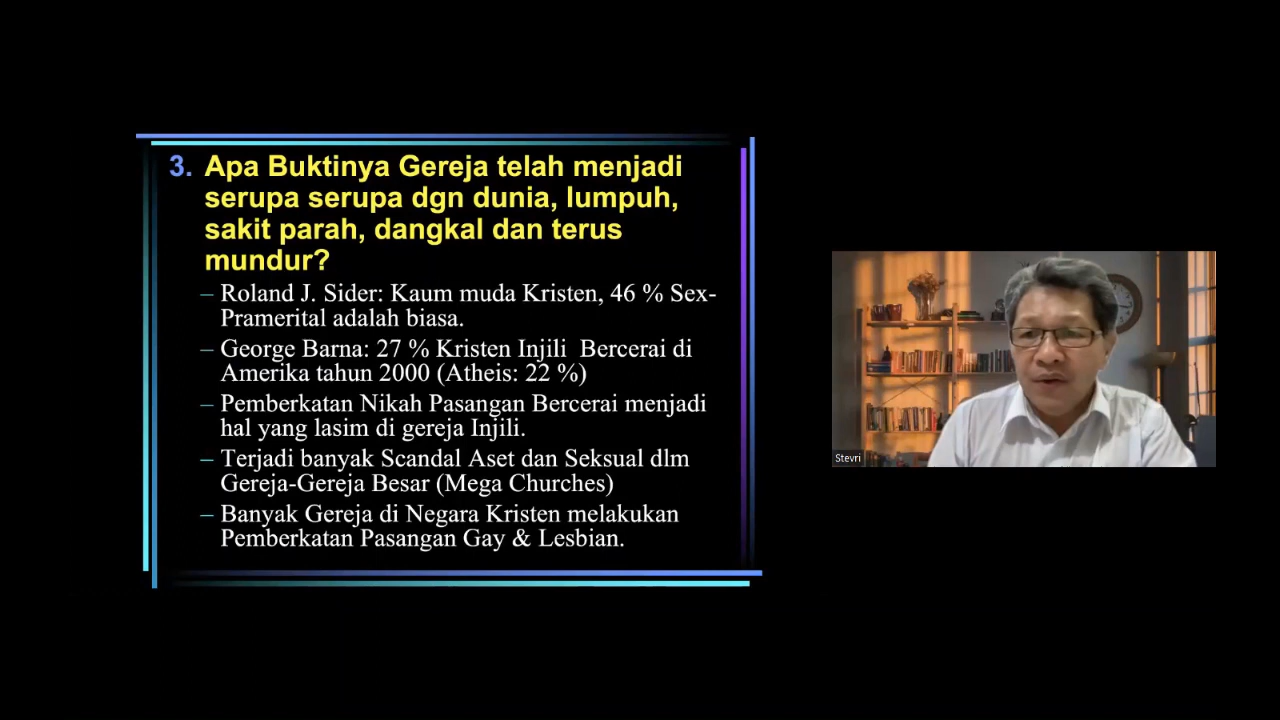 3. Apa Buktinya Gereja telah menjadi
serupa serupa dgn dunia, lumpuh,
sakit parah, dangkal dan terus
mundur?
– Roland J. Sider: Kaum muda Kristen, 46 % Sex-
Pramerital adalah biasa.
– George Barna: 27 % Kristen Injili Bercerai di
Amerika tahun 2000 (Atheis: 22 %)
– Pemberkatan Nikah Pasangan Bercerai menjadi
hal yang lasim di gereja Injili.
– Terjadi banyak Scandal Aset dan Seksual dlm
Gereja-Gereja Besar (Mega Churches)
– Banyak Gereja di Negara Kristen melakukan
Pemberkatan Pasangan Gay & Lesbian.
Stevri